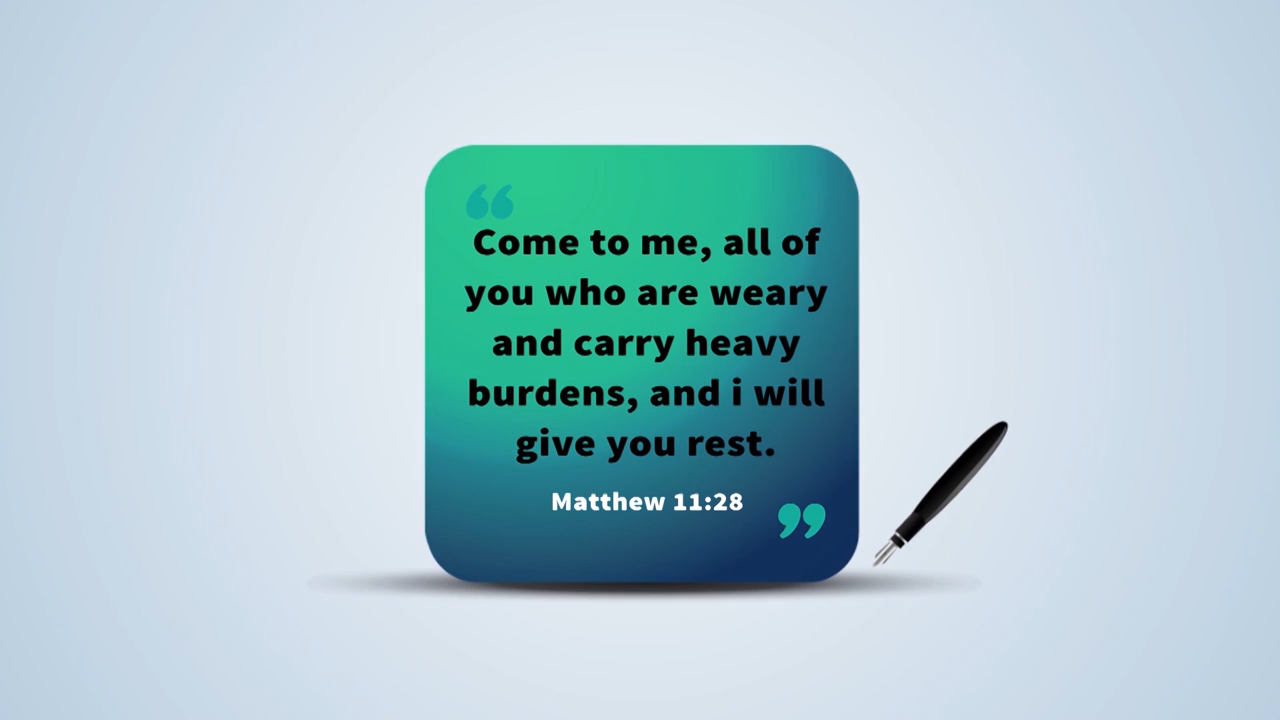 “
Come to me, all of
you who are weary
and carry heavy
burdens, and i will
give you rest.
Matthew 11:28
”